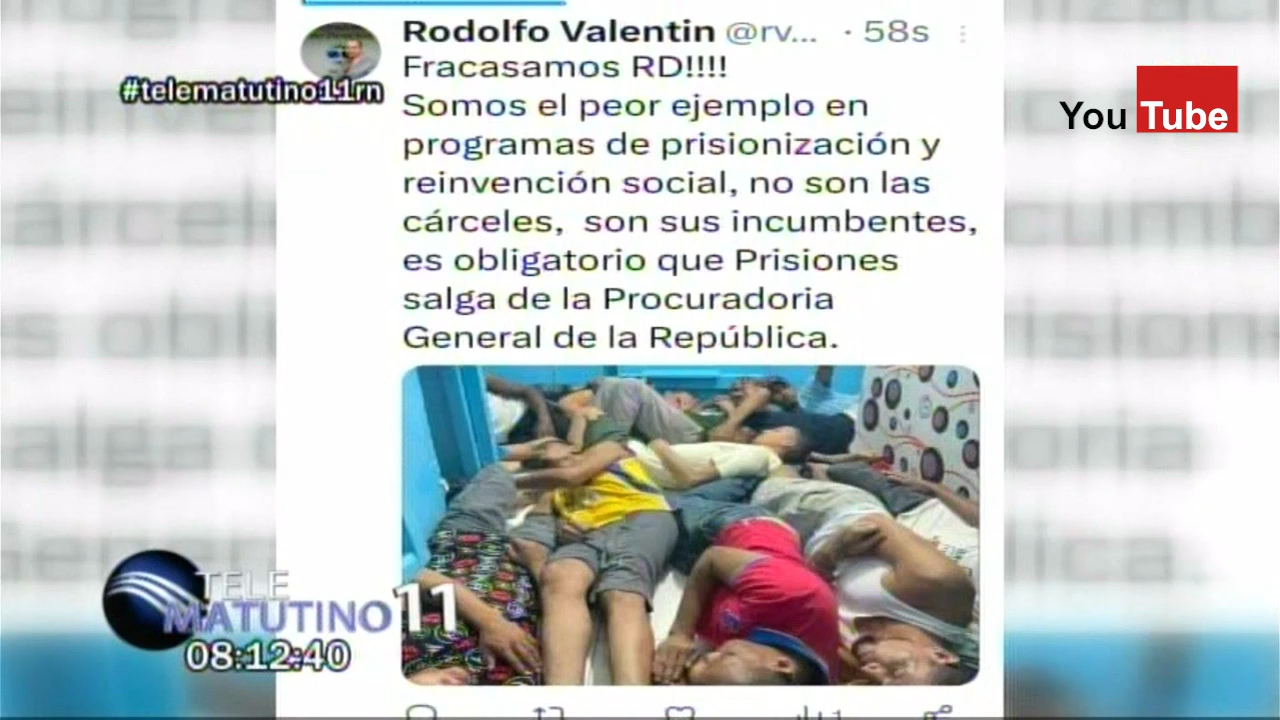 Rodolfo Valentin @rv... · 58s
Fracasamos RD!!!!
#telematutino11rn
Somos el peor ejemplo en
programas de prisionización y
reinvención social, no son las
cárceles, son sus incumbentes,
es obligatorio que Prisiones
salga de la Procuradoria
General de la República.
You Tube
TELE
MATUTINO 11
08:12:40